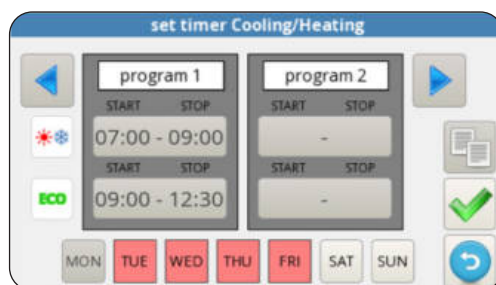 set timer Cooling/Heating
program 1 program 2
START STOP START STOP
07:00 - 09:00 -
START STOP START STOP
ECO 09:00 - 12:30 -
MON TUE WED THU FRI SAT SUN